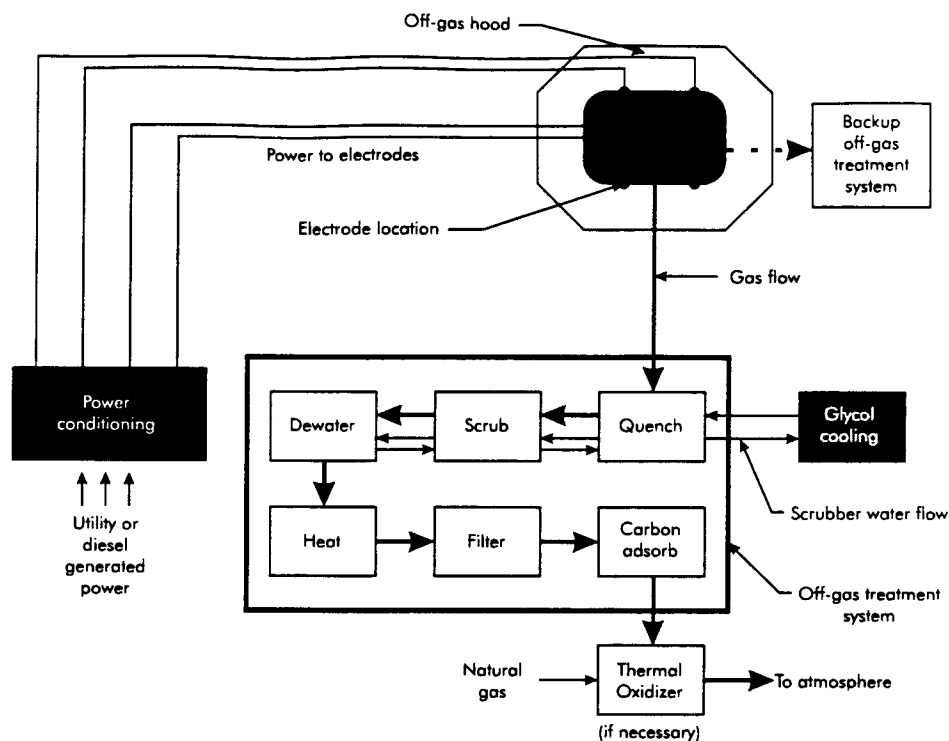 Off-gas hood
Backup
off-gas
treatment
system
Power to electrodes
Electrode location
Gas flow
Power
conditioning
Dewater
Scrub
Quench
Glycol
cooling
Scrubber water flow
Utility or
diesel
generated
power
Heat
Filter
Carbon
adsorb
Off-gas treatment
system
Natural
gas
Thermal
Oxidizer
To atmosphere
(if necessary)